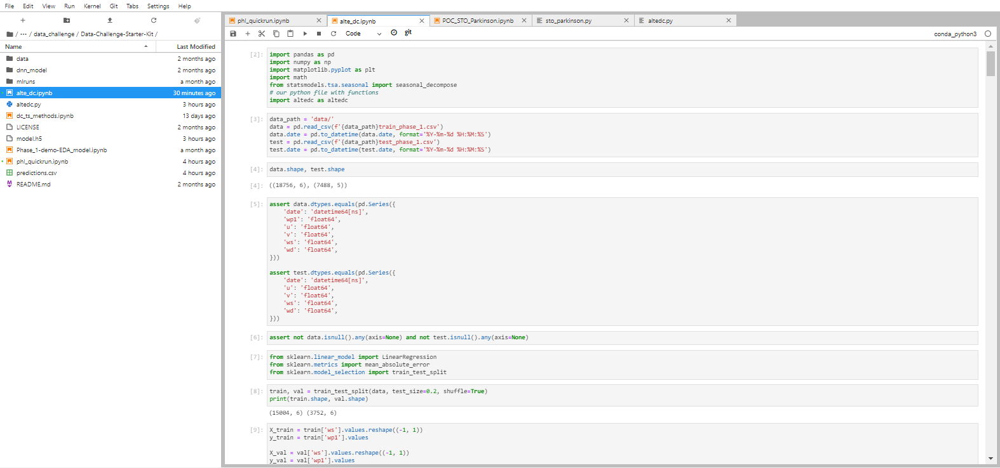 File Edit View Run Kernel Git Tabs Settings Help
/ ··· / data_challenge / Data-Challenge-Starter-Kit /
Name Last Modified
data 2 months ago
dnn_model 2 months ago
mlruns a month ago
alte_dc.ipynb 30 minutes ago
altedc.py 3 hours ago
dc_ts_methods.ipynb 13 days ago
LICENSE 2 months ago
model.h5 3 hours ago
Phase_1-demo-EDA_model.ipynb a month ago
phl_quickrun.ipynb 4 hours ago
predictions.csv 4 hours ago
README.md 2 months ago
phl_quickrun.ipynb alte_dc.ipynb POC_STO_Parkinson.ipynb sto_parkinson.py altedc.py
Code git conda_python3
[2]: import pandas as pd
import numpy as np
import matplotlib.pyplot as plt
import math
from statsmodels.tsa.seasonal import seasonal_decompose
# our python file with functions
import altedc as altedc
[3]: data_path = 'data/'
data = pd.read_csv(f'{data_path}train_phase_1.csv')
data.date = pd.to_datetime(data.date, format='%Y-%m-%d %H:%M:%S')
test = pd.read_csv(f'{data_path}test_phase_1.csv')
test.date = pd.to_datetime(test.date, format='%Y-%m-%d %H:%M:%S')
[4]: data.shape, test.shape
[4]: ((18756, 6), (7488, 5))
[5]: assert data.dtypes.equals(pd.Series({
'date': 'datetime64[ns]',
'wp1': 'float64',
'u': 'float64',
'v': 'float64',
'ws': 'float64',
'wd': 'float64',
}))
assert test.dtypes.equals(pd.Series({
'date': 'datetime64[ns]',
'u': 'float64',
'v': 'float64',
'ws': 'float64',
'wd': 'float64',
}))
[6]: assert not data.isnull().any(axis=None) and not test.isnull().any(axis=None)
[7]: from sklearn.linear_model import LinearRegression
from sklearn.metrics import mean_absolute_error
from sklearn.model_selection import train_test_split
[8]: train, val = train_test_split(data, test_size=0.2, shuffle=True)
print(train.shape, val.shape)
(15004, 6) (3752, 6)
[9]: X_train = train['ws'].values.reshape((-1, 1))
y_train = train['wp1'].values
X_val = val['ws'].values.reshape((-1, 1))
y_val = val['wp1'].values